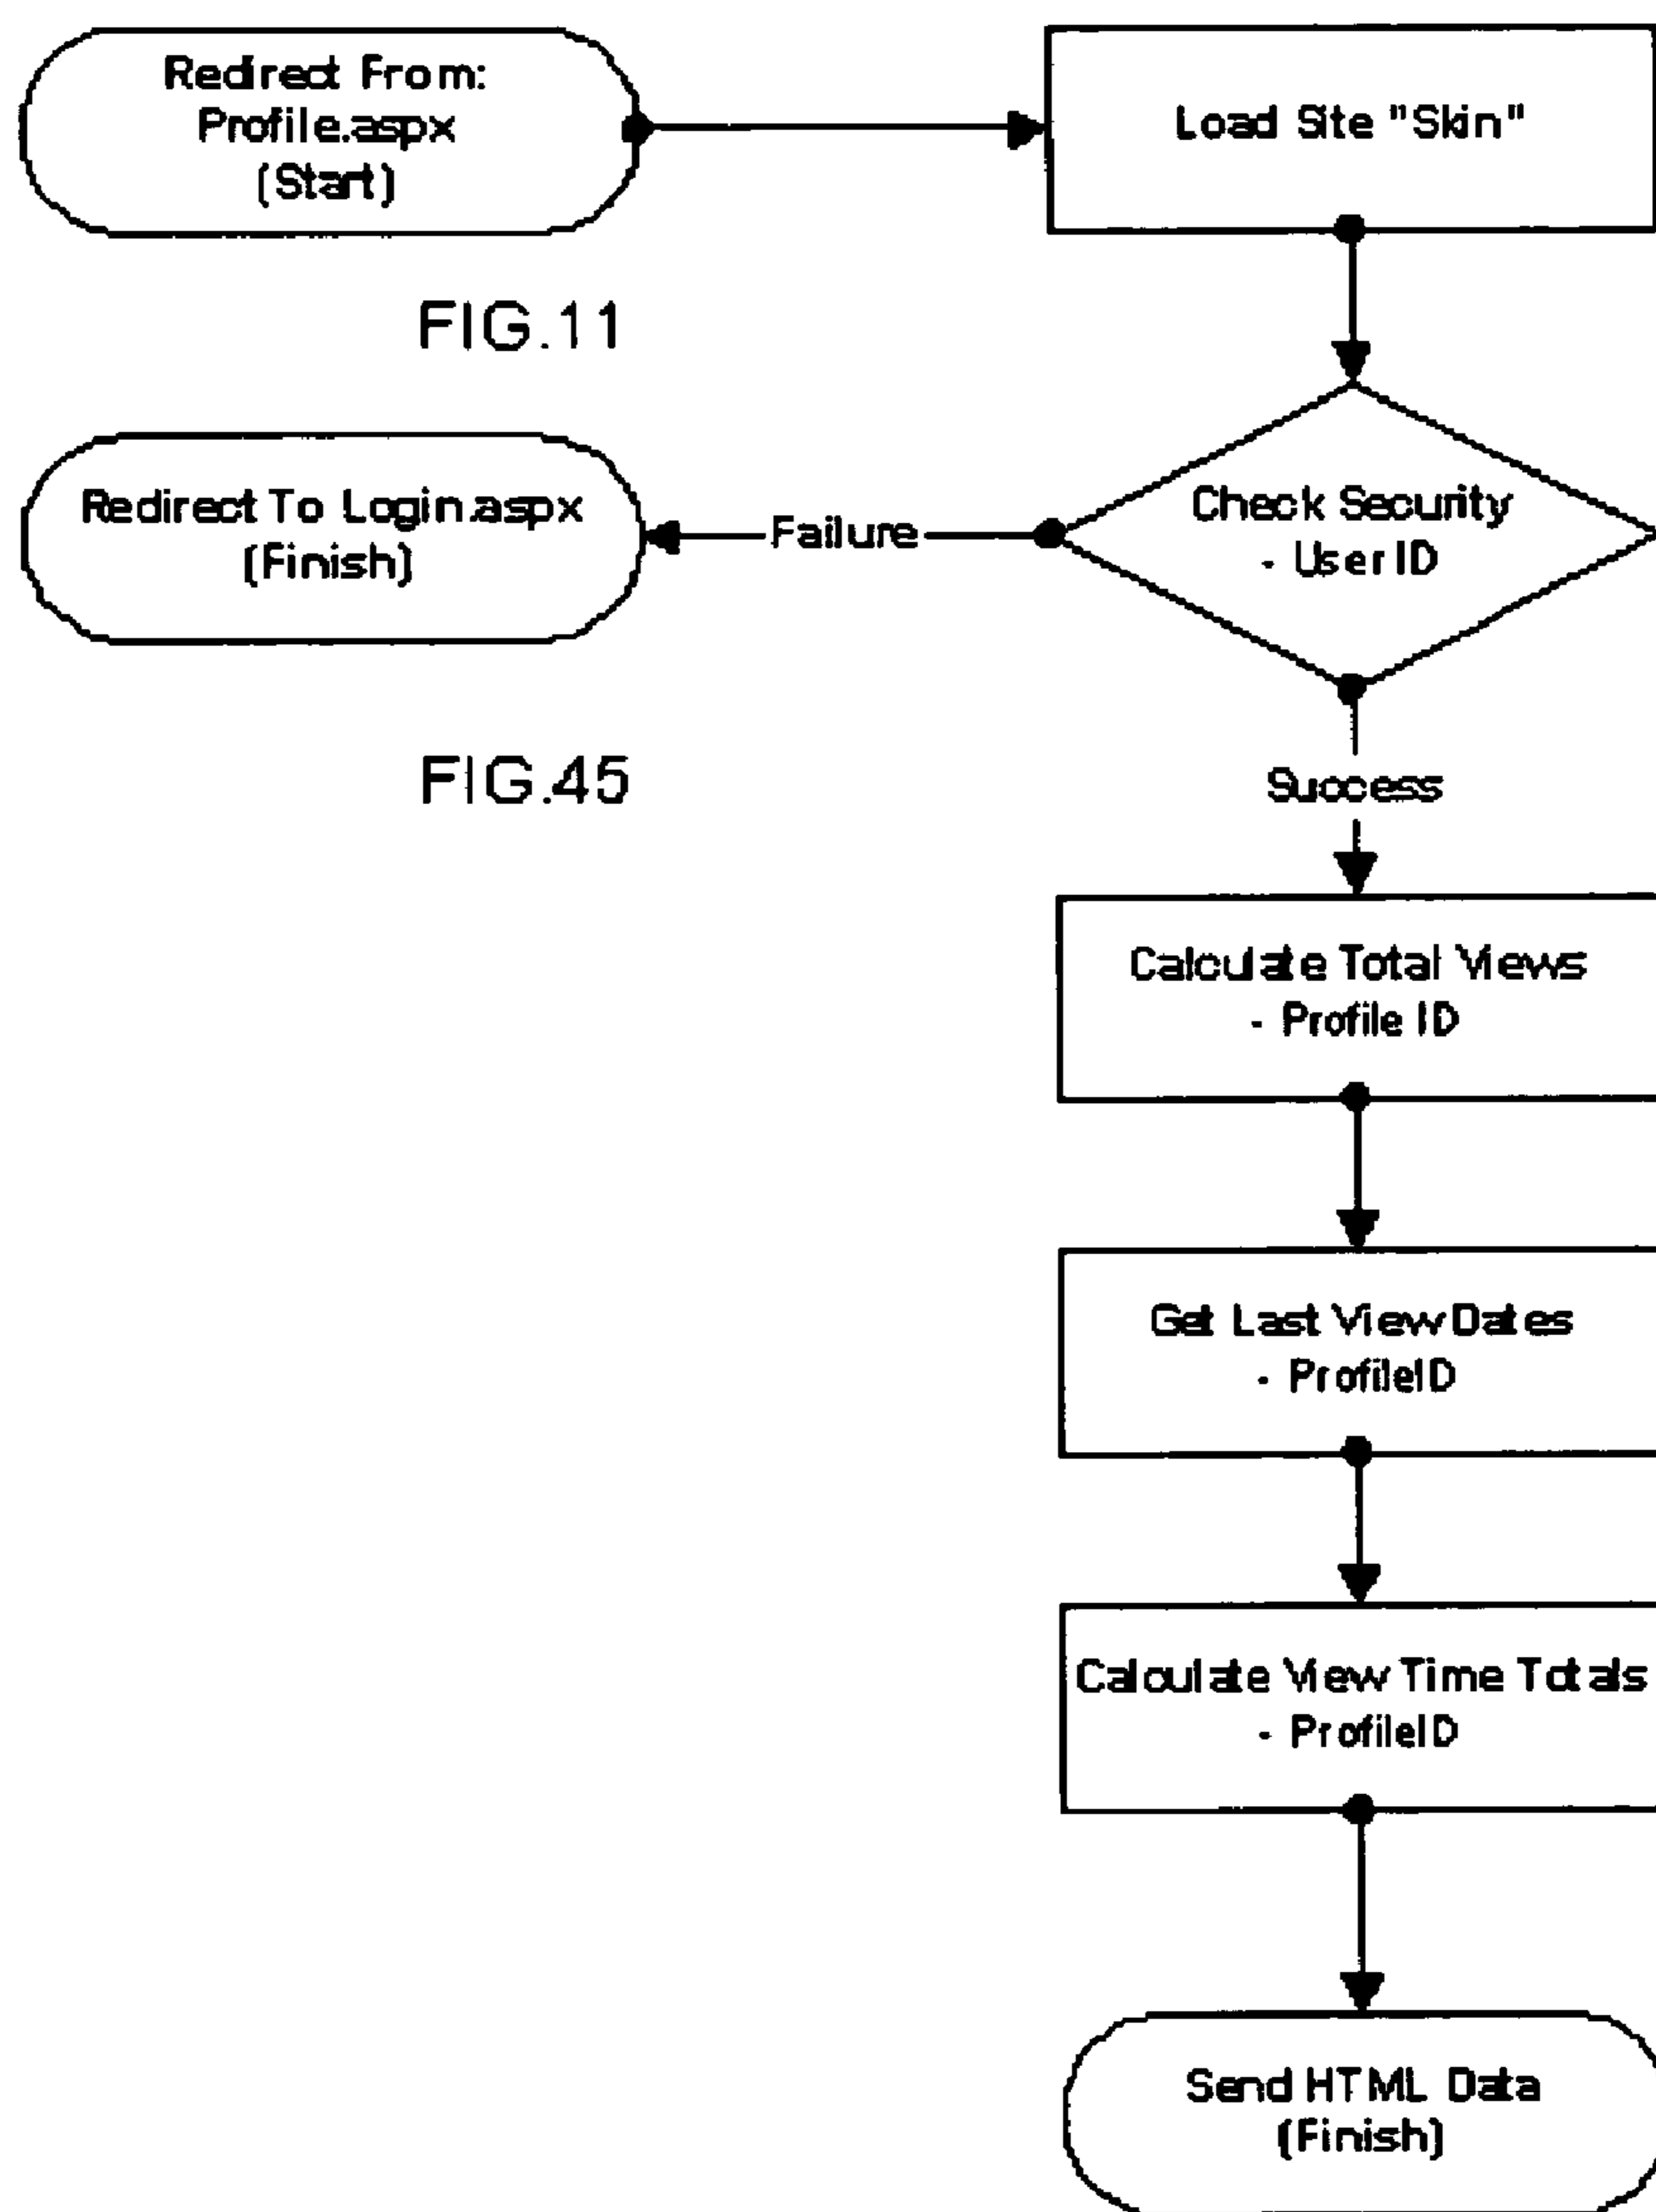 Redirect From:
Profile.aspx
(Start)
Load Site "Skin"
FIG.11
Redirect To Login.aspx
(Finish)
Failure
Check Security
- UserID
FIG.45
Success
Calculate Total Views
- Profile ID
Get Last View Dates
- ProfileID
Calculate View Time Totals
- ProfileID
Send HTML Data
(Finish)